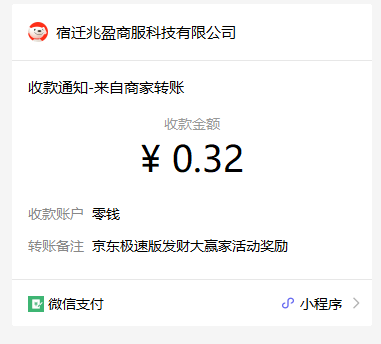 宿迁兆盈商服科技有限公司
收款通知-来自商家转账
收款金额
¥ 0.32
收款账户 零钱
转账备注 京东极速版发财大赢家活动奖励
微信支付 小程序